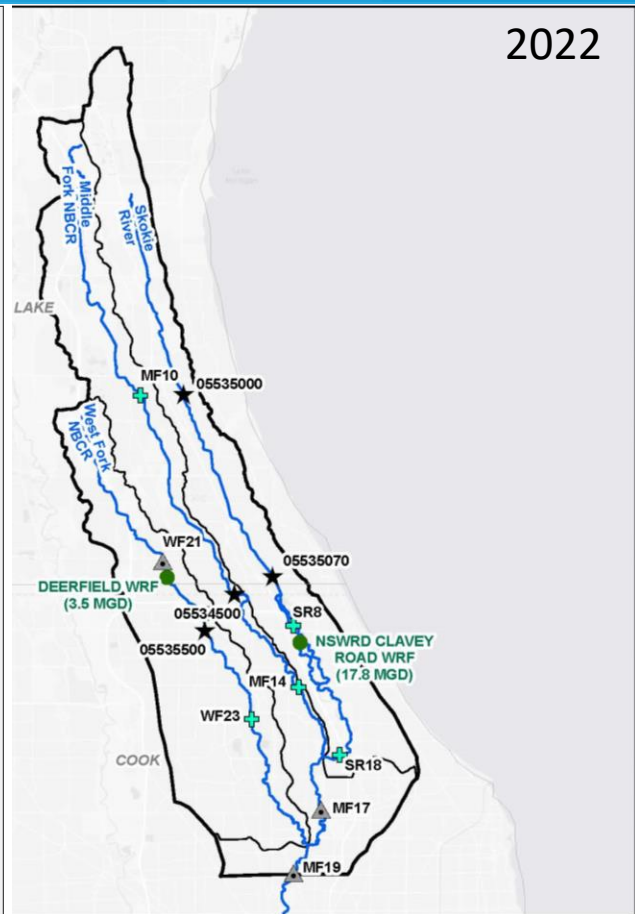 2022
Middle
Fork NBCR
Skokie
River
LAKE
MF10
05535000
West Fork
NBCR
WF21
05535070
DEERFIELD WRF
(3.5 MGD)
05534500
SR8
05535500
NSWRD CLAVEY
ROAD WRF
(17.8 MGD)
MF14
WF23
COOK
SR18
MF17
MF19